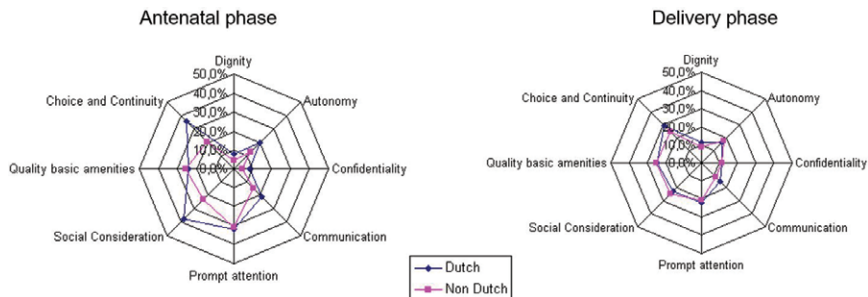 Antenatal phase
Dignity
50,0%
40,0%
30,0%
20,0%
10,0%
0,0%
Autonomy
Confidentiality
Communication
Prompt attention
Social Consideration
Quality basic amenities
Choice and Continuity
Delivery phase
Dignity
50,0%
40,0%
30,0%
20,0%
10,0%
0,0%
Autonomy
Confidentiality
Communication
Prompt attention
Social Consideration
Quality basic amenities
Choice and Continuity
Dutch
Non Dutch